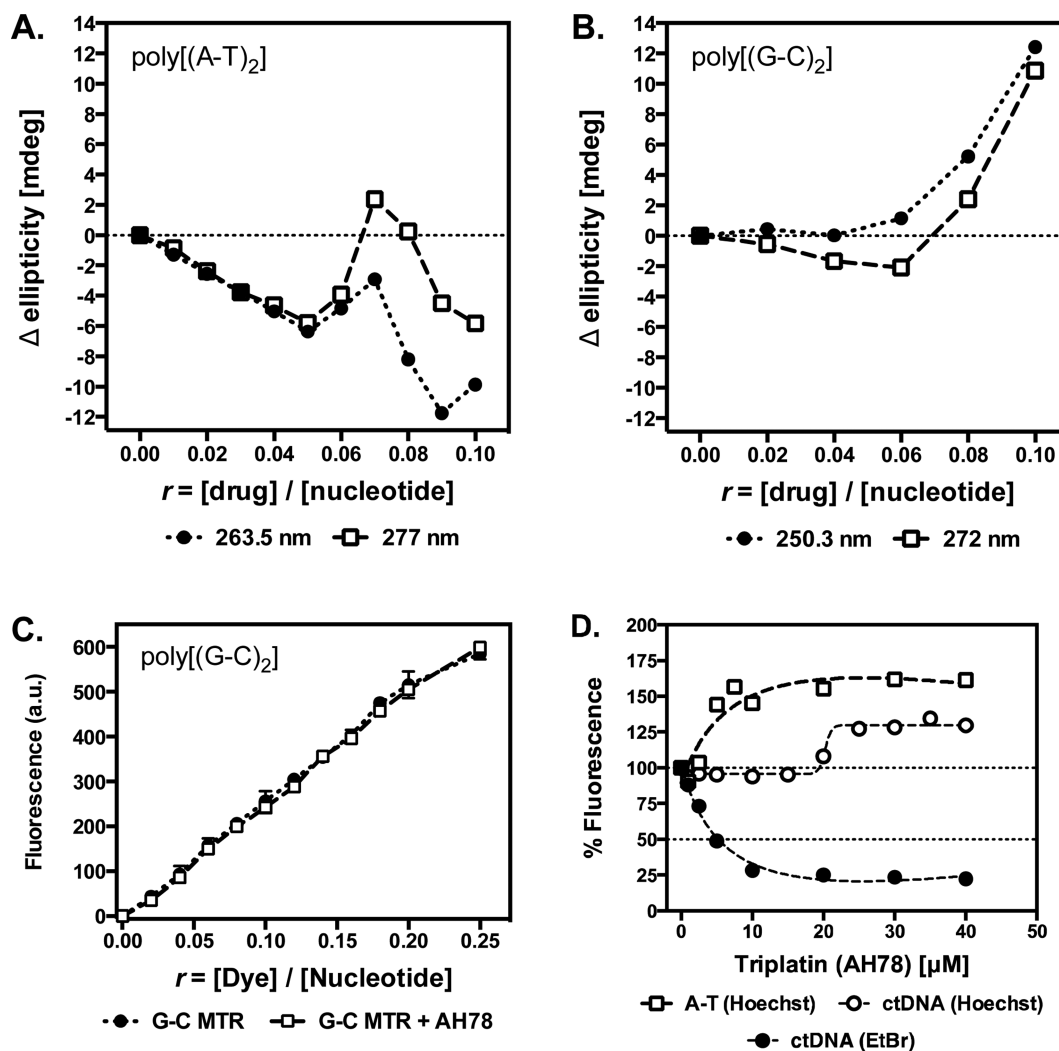 A.
poly[(A-T)2]
Δ ellipticity [mdeg]
14
12
10
8
6
4
2
0
-2
-4
-6
-8
-10
-12
0.00 0.02 0.04 0.06 0.08 0.10
r = [drug] / [nucleotide]
263.5 nm 277 nm
B.
poly[(G-C)2]
Δ ellipticity [mdeg]
14
12
10
8
6
4
2
0
-2
-4
-6
-8
-10
-12
0.00 0.02 0.04 0.06 0.08 0.10
r = [drug] / [nucleotide]
250.3 nm 272 nm
C.
poly[(G-C)2]
Fluorescence (a.u.)
600
500
400
300
200
100
0
0.00 0.05 0.10 0.15 0.20 0.25
r = [Dye] / [Nucleotide]
G-C MTR G-C MTR + AH78
D.
% Fluorescence
200
175
150
125
100
75
50
25
0
0 10 20 30 40 50
Triplatin (AH78) [µM]
A-T (Hoechst) ctDNA (Hoechst)
ctDNA (EtBr)